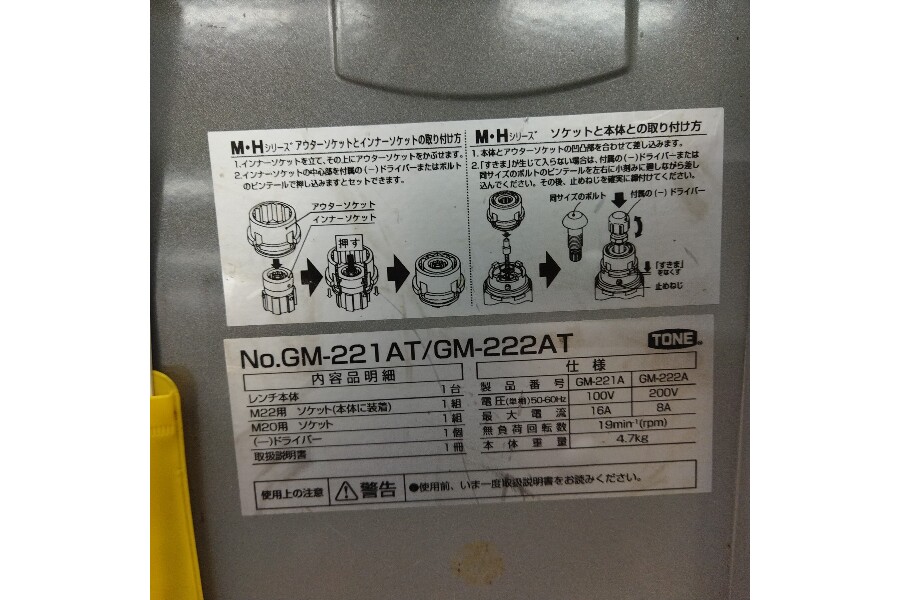 M・Hシリーズ アウターソケットとインナーソケットの取り付け方
1.インナーソケットを立て、その上にアウターソケットをかぶせます。
2.インナーソケットの中心部を付属の(ー)ドライバーまたはボルト
のピンテールで押し込みますとセットできます。
アウターソケット
インナーソケット
押す
M・Hシリーズ ソケットと本体との取り付け方
1.本体とアウターソケットの凹凸部を合わせて差し込みます。
2.「すきま」が生じて入らない場合は、付属の(ー)ドライバーまたは
同サイズのボルトのピンテールを左右に小刻みに廻しながら差し
込んでください。その後、止めねじを確実に締付けてください。
同サイズのボルト
付属の(ー)ドライバー
「すきま」
をなくす
止めねじ
No.GM-221AT/GM-222AT
TONE
内容品明細
レンチ本体 1台
M22用 ソケット(本体に装着) 1組
M20用 ソケット 1組
(ー)ドライバー 1個
取扱説明書 1冊
仕様
製品番号 GM-221A GM-222A
電圧(単相)50-60Hz 100V 200V
最大電流 16A 8A
無負荷回転数 19min⁻¹(rpm)
本体重量 4.7kg
使用上の注意 警告 ●使用前、いま一度取扱説明書をお読みください。